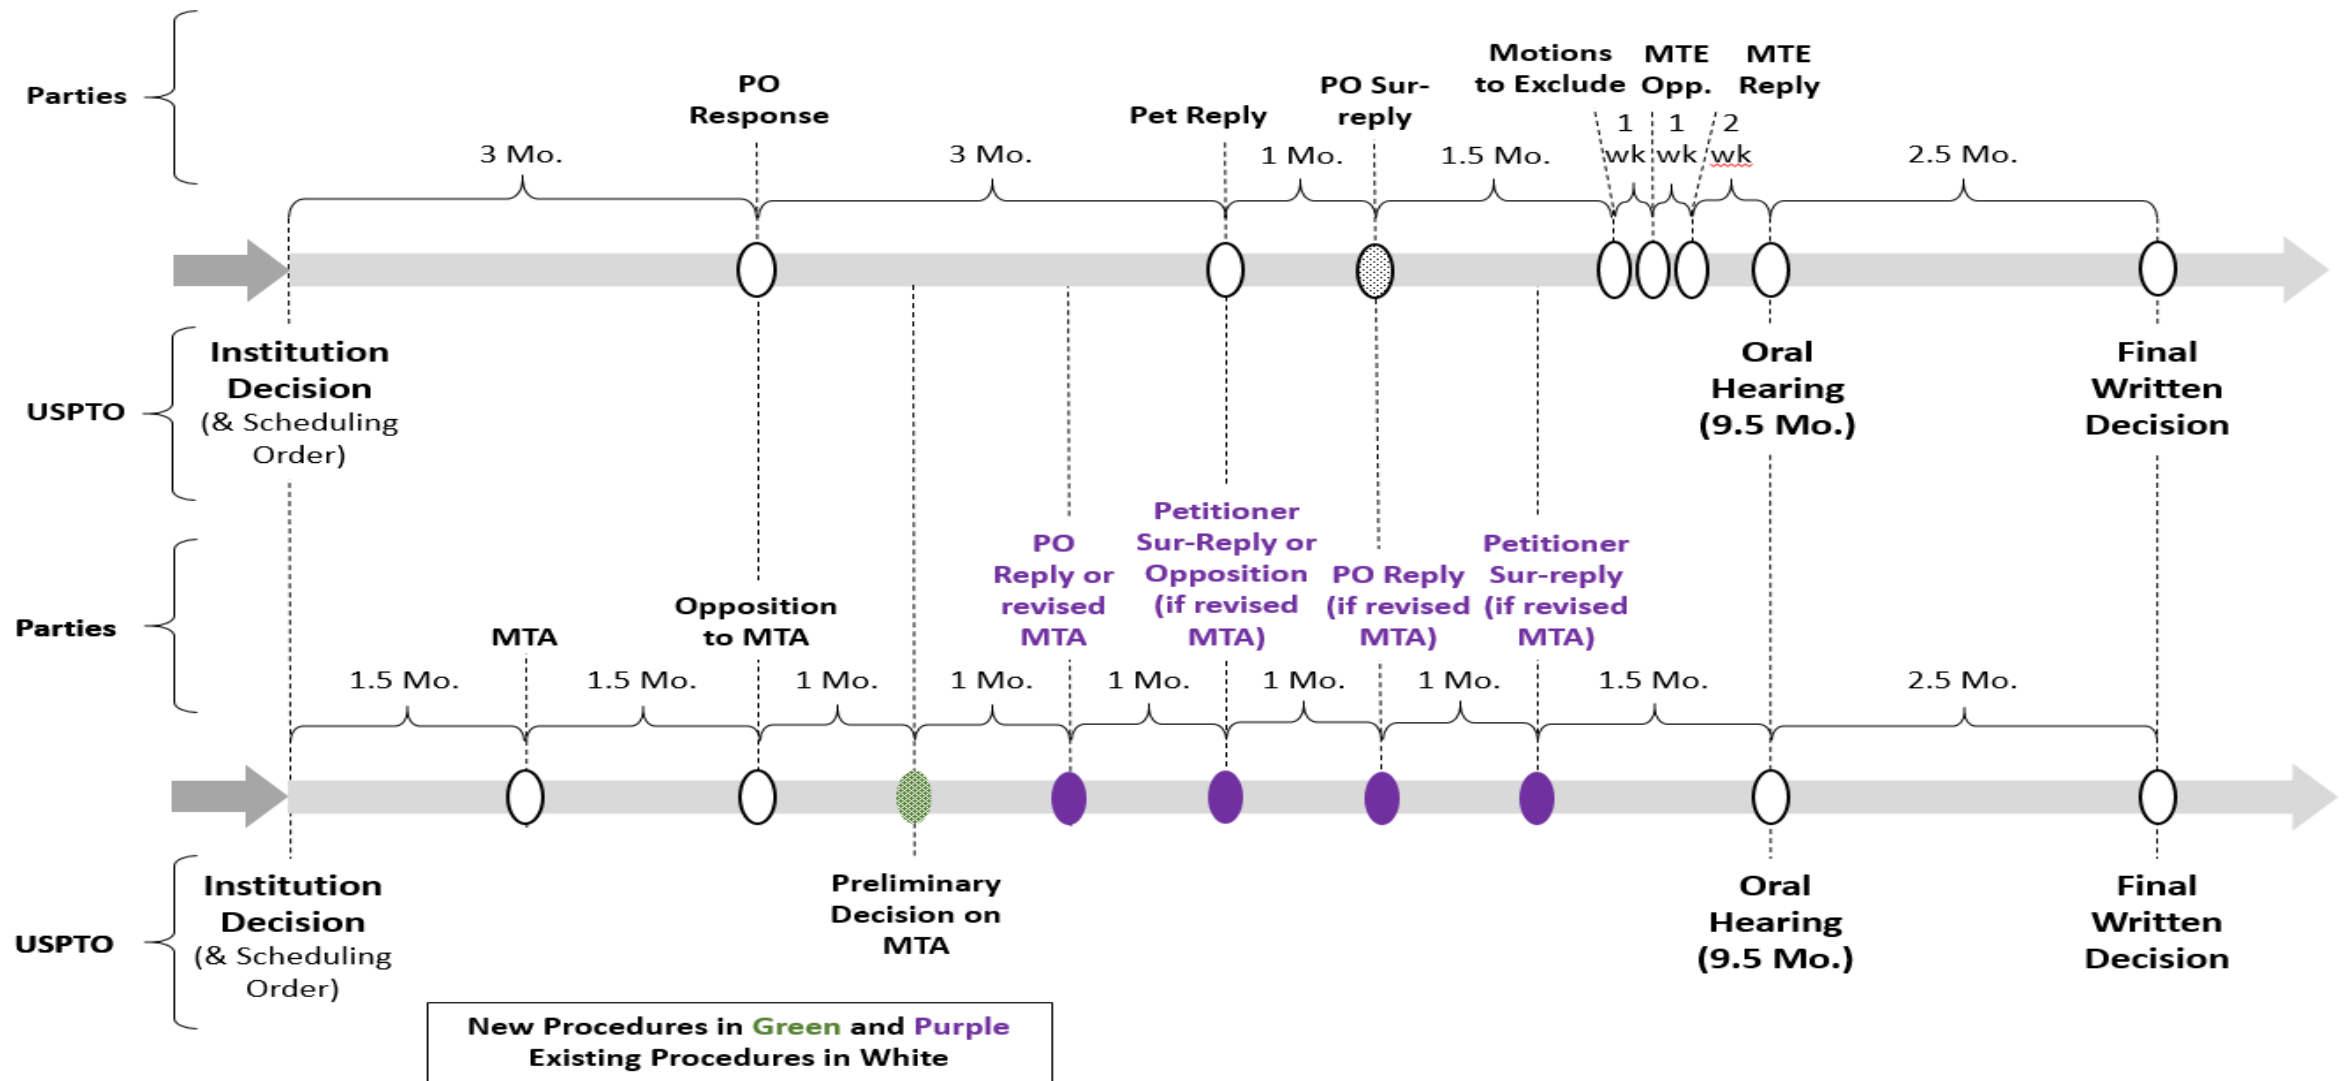 Parties
PO
Response
Pet Reply
PO Sur-
reply
Motions
to Exclude
MTE
Opp.
MTE
Reply
3 Mo.
3 Mo.
1 Mo.
1.5 Mo.
1
wk
1
wk
2
wk
2.5 Mo.
USPTO
Institution
Decision
(& Scheduling
Order)
Oral
Hearing
(9.5 Mo.)
Final
Written
Decision
Parties
MTA
Opposition
to MTA
PO
Reply or
revised
MTA
Petitioner
Sur-Reply or
Opposition
(if revised
MTA)
PO Reply
(if revised
MTA)
Petitioner
Sur-reply
(if revised
MTA)
1.5 Mo.
1.5 Mo.
1 Mo.
1 Mo.
1 Mo.
1 Mo.
1 Mo.
1.5 Mo.
2.5 Mo.
USPTO
Institution
Decision
(& Scheduling
Order)
Preliminary
Decision on
MTA
Oral
Hearing
(9.5 Mo.)
Final
Written
Decision
New Procedures in Green and Purple
Existing Procedures in White